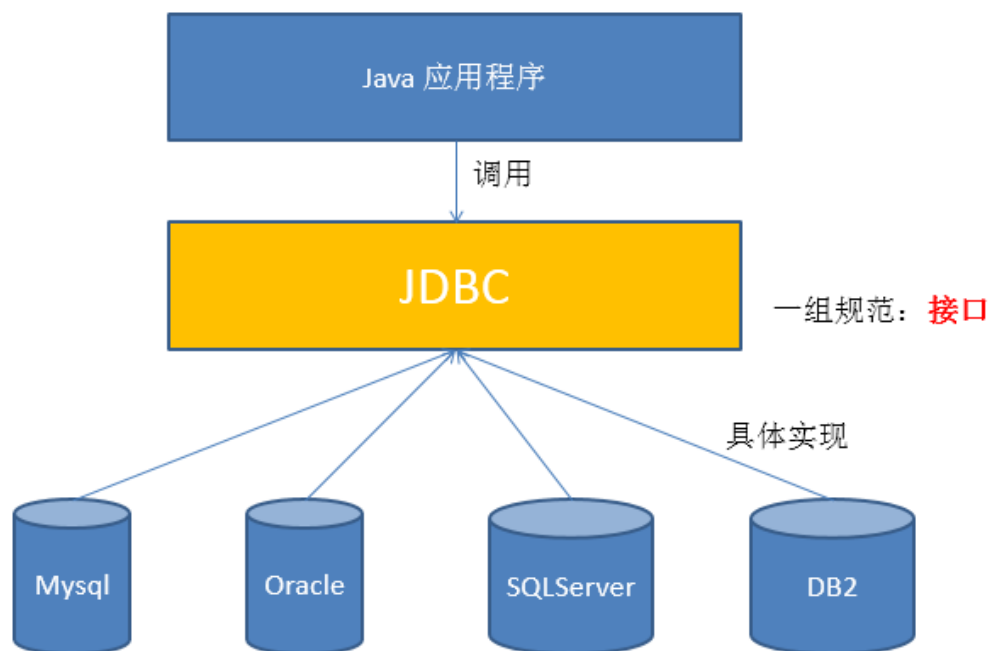 Java 应用程序
调用
JDBC
一组规范：接口
具体实现
Mysql
Oracle
SQLServer
DB2